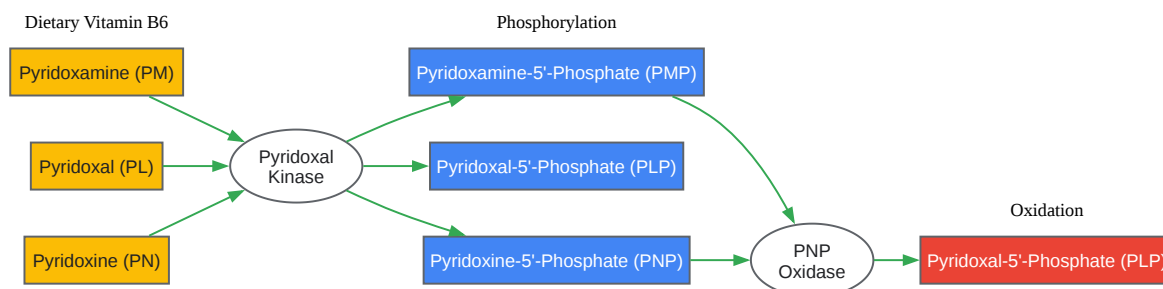 Dietary Vitamin B6
Phosphorylation
Pyridoxamine (PM)
Pyridoxamine-5'-Phosphate (PMP)
Pyridoxal (PL)
Pyridoxal
Kinase
Pyridoxal-5'-Phosphate (PLP)
Oxidation
Pyridoxine (PN)
Pyridoxine-5'-Phosphate (PNP)
PNP
Oxidase
Pyridoxal-5'-Phosphate (PLP)